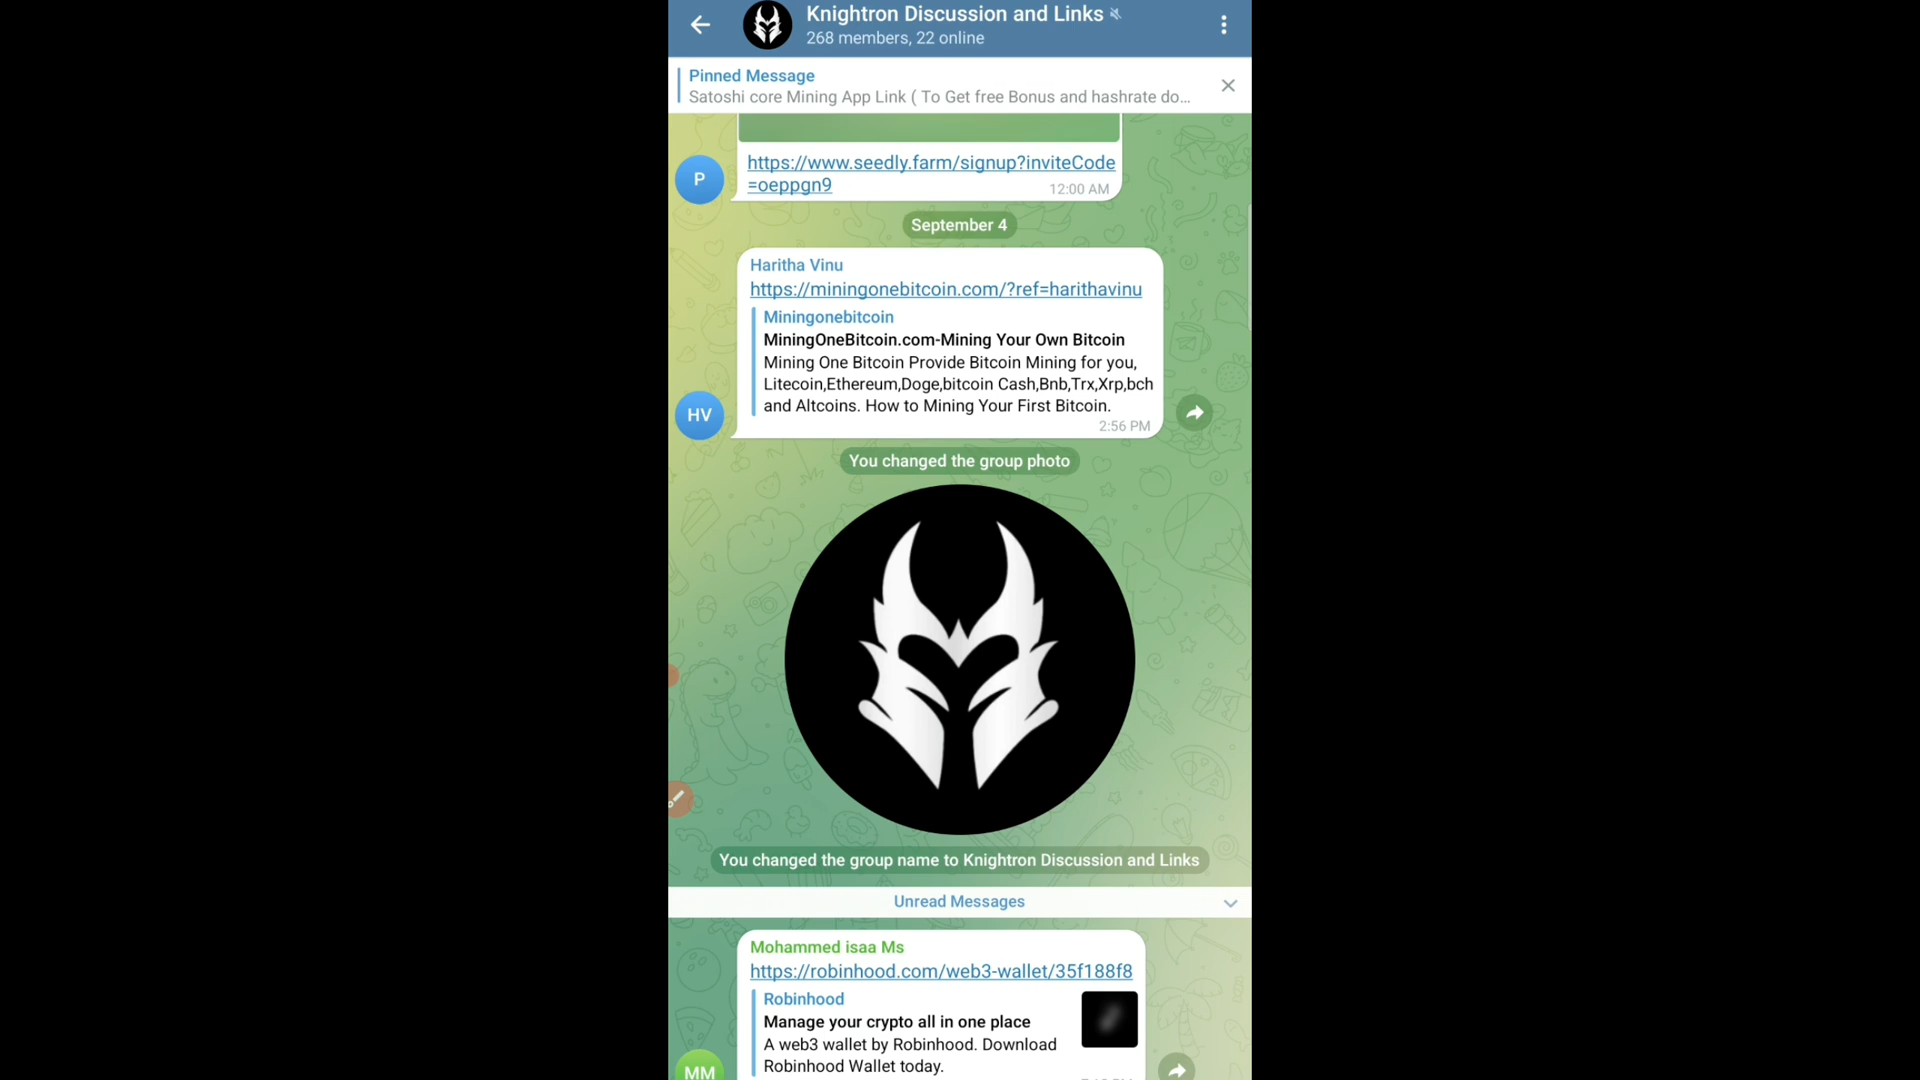 Knightron Discussion and Links
268 members, 22 online
Pinned Message
Satoshi core Mining App Link ( To Get free Bonus and hashrate do...
https://www.seedly.farm/signup?inviteCode
=oeppgn9
12:00 AM
P
September 4
Haritha Vinu
https://miningonebitcoin.com/?ref=harithavinu
Miningonebitcoin
MiningOneBitcoin.com-Mining Your Own Bitcoin
Mining One Bitcoin Provide Bitcoin Mining for you,
Litecoin,Ethereum,Doge,bitcoin Cash,Bnb,Trx,Xrp,bch
and Altcoins. How to Mining Your First Bitcoin.
2:56 PM
HV
You changed the group photo
You changed the group name to Knightron Discussion and Links
Unread Messages
Mohammed isaa Ms
https://robinhood.com/web3-wallet/35f188f8
Robinhood
Manage your crypto all in one place
A web3 wallet by Robinhood. Download
Robinhood Wallet today.
MM